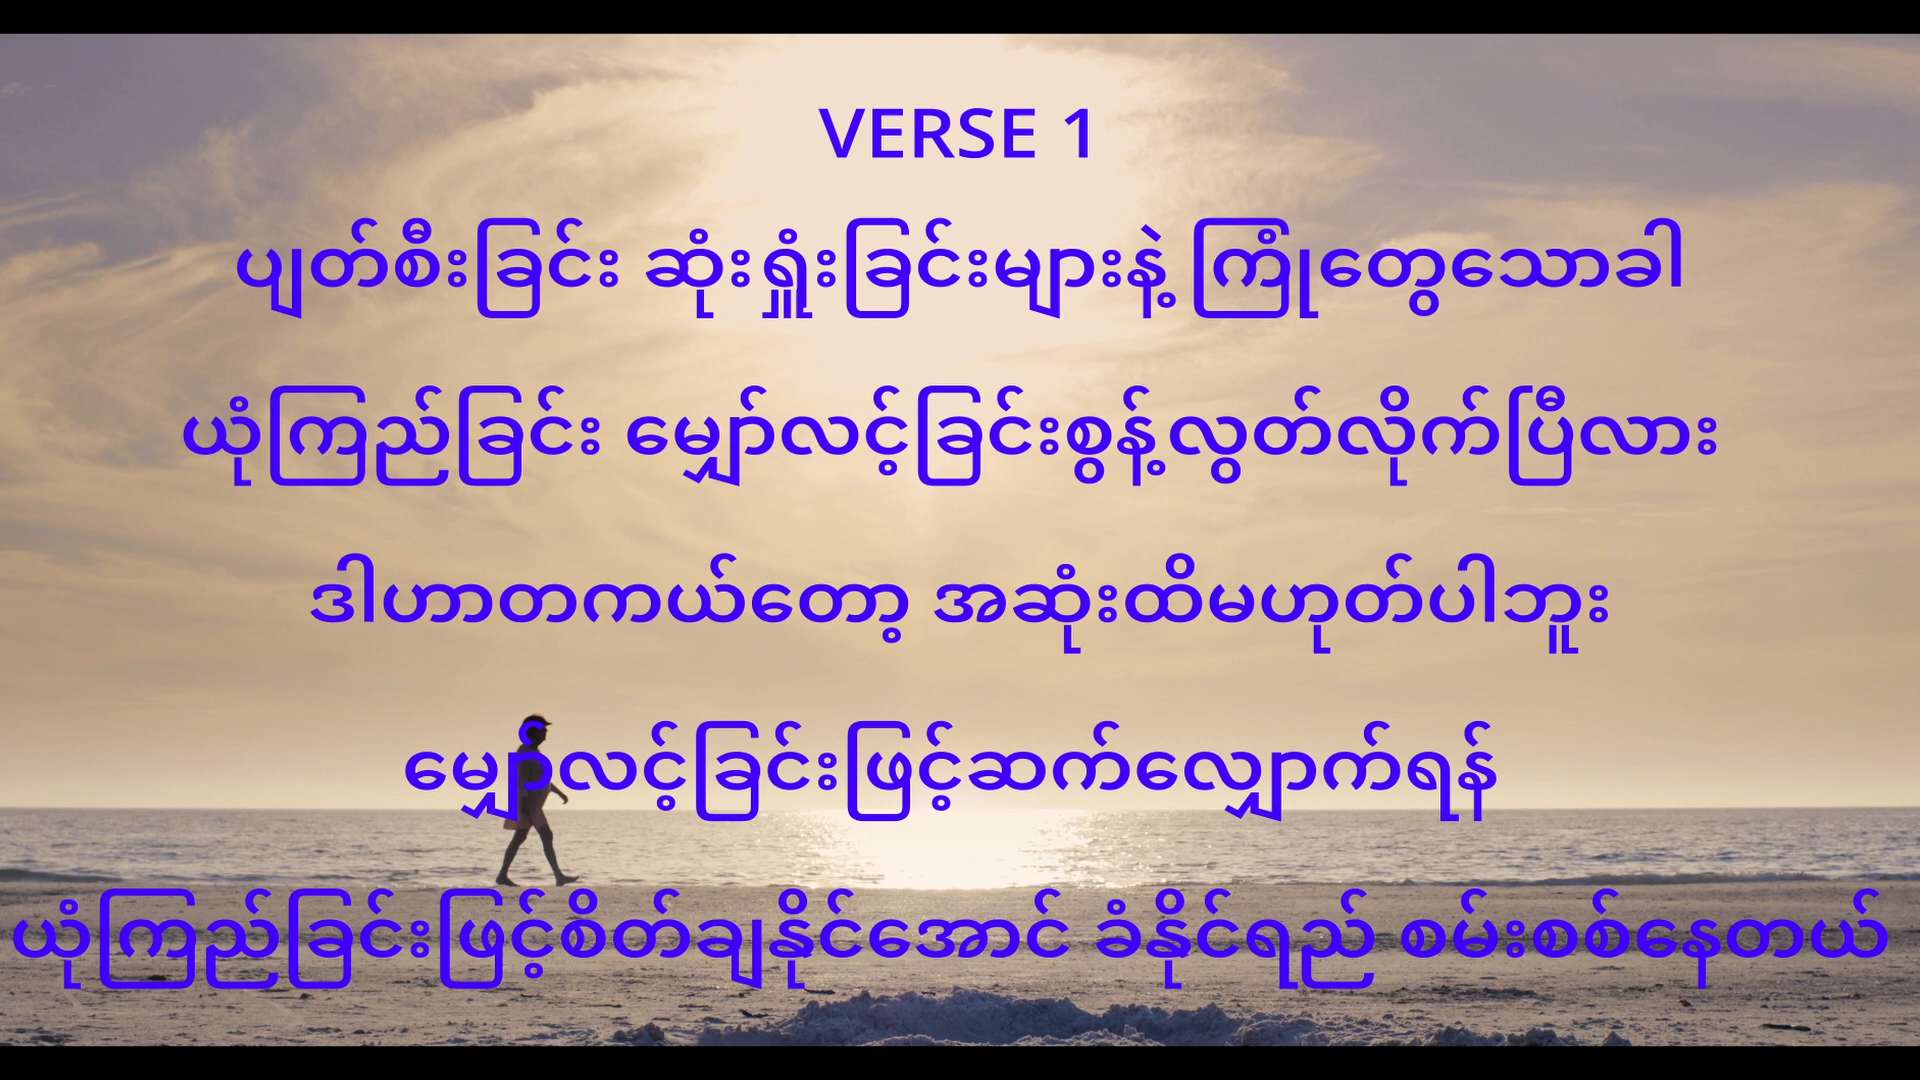 VERSE 1
ပျတ်စီးခြင်း ဆုံးရှူံးခြင်းများနဲ့ ကြံုတွေသောခါ
ယုံကြည်ခြင်း မျှော်လင့်ခြင်းစွန့်လွတ်လိုက်ပြီလား
ဒါဟာတကယ်တော့ အဆုံးထိမဟုတ်ပါဘူး
မျှော်လင့်ခြင်းဖြင့်ဆက်လျှောက်ရန်
ယုံကြည်ခြင်းဖြင့်စိတ်ချနိုင်အောင် ခံနိုင်ရည် စမ်းစစ်နေတယ်